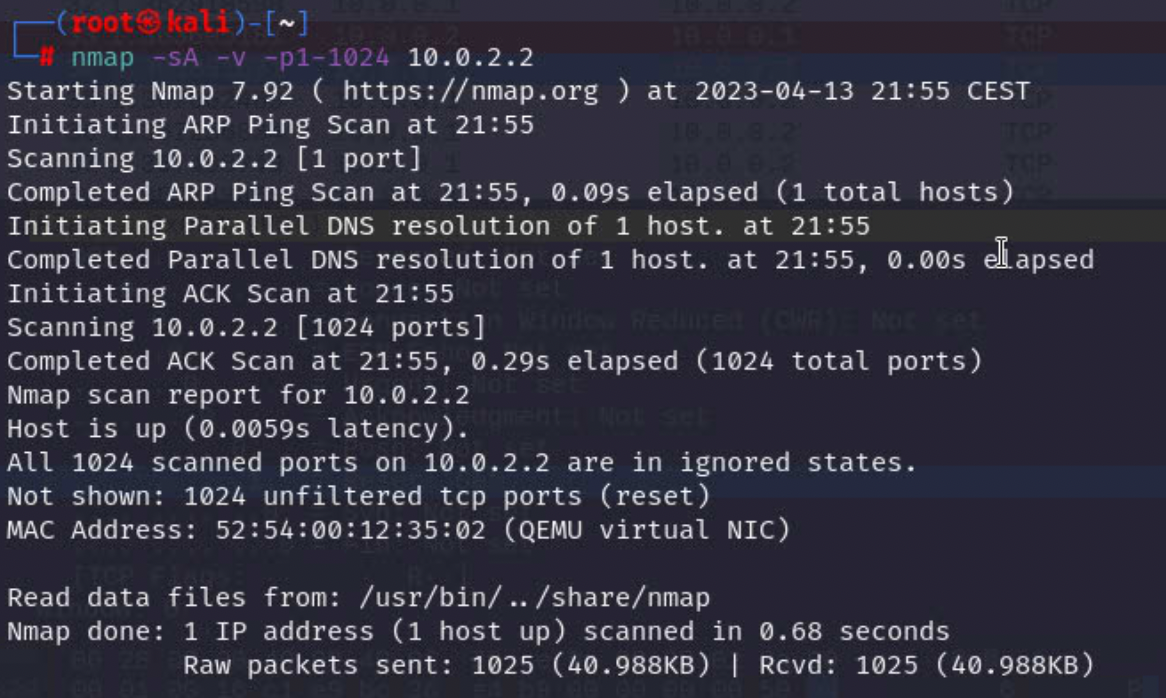 (root㉿kali)-[~]
# nmap -sA -v -p1-1024 10.0.2.2
Starting Nmap 7.92 ( https://nmap.org ) at 2023-04-13 21:55 CEST
Initiating ARP Ping Scan at 21:55
Scanning 10.0.2.2 [1 port]
Completed ARP Ping Scan at 21:55, 0.09s elapsed (1 total hosts)
Initiating Parallel DNS resolution of 1 host. at 21:55
Completed Parallel DNS resolution of 1 host. at 21:55, 0.00s elapsed
Initiating ACK Scan at 21:55
Scanning 10.0.2.2 [1024 ports]
Completed ACK Scan at 21:55, 0.29s elapsed (1024 total ports)
Nmap scan report for 10.0.2.2
Host is up (0.0059s latency).
All 1024 scanned ports on 10.0.2.2 are in ignored states.
Not shown: 1024 unfiltered tcp ports (reset)
MAC Address: 52:54:00:12:35:02 (QEMU virtual NIC)
Read data files from: /usr/bin/../share/nmap
Nmap done: 1 IP address (1 host up) scanned in 0.68 seconds
Raw packets sent: 1025 (40.988KB) | Rcvd: 1025 (40.988KB)